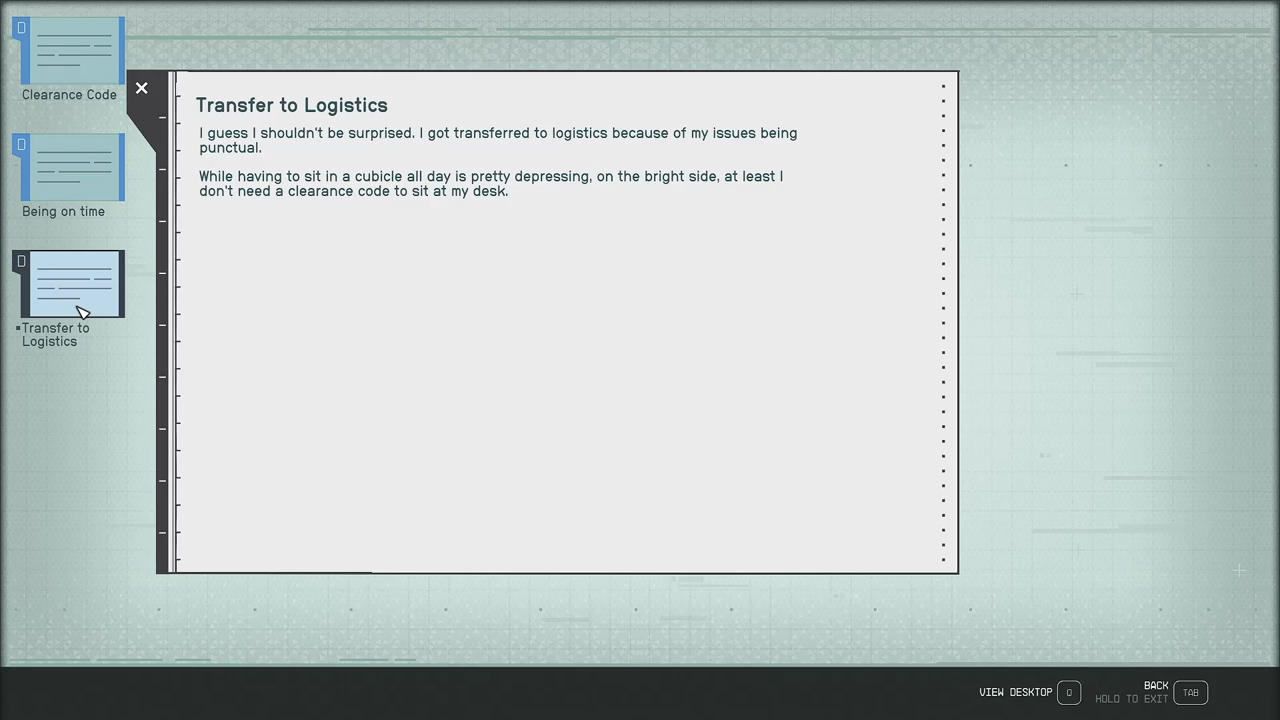 Clearance Code
Being on time
Transfer to
Logistics
Transfer to Logistics
I guess I shouldn't be surprised. I got transferred to logistics because of my issues being
punctual.
While having to sit in a cubicle all day is pretty depressing, on the bright side, at least I
don't need a clearance code to sit at my desk.
VIEW DESKTOP Q
BACK
HOLD TO EXIT TAB